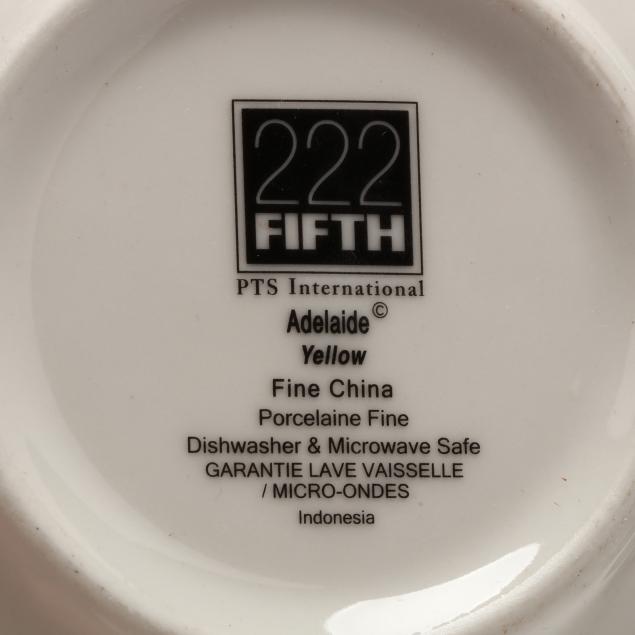 222
FIFTH
PTS International
Adelaide©
Yellow
Fine China
Porcelaine Fine
Dishwasher & Microwave Safe
GARANTIE LAVE VAISSELLE
/ MICRO-ONDES
Indonesia